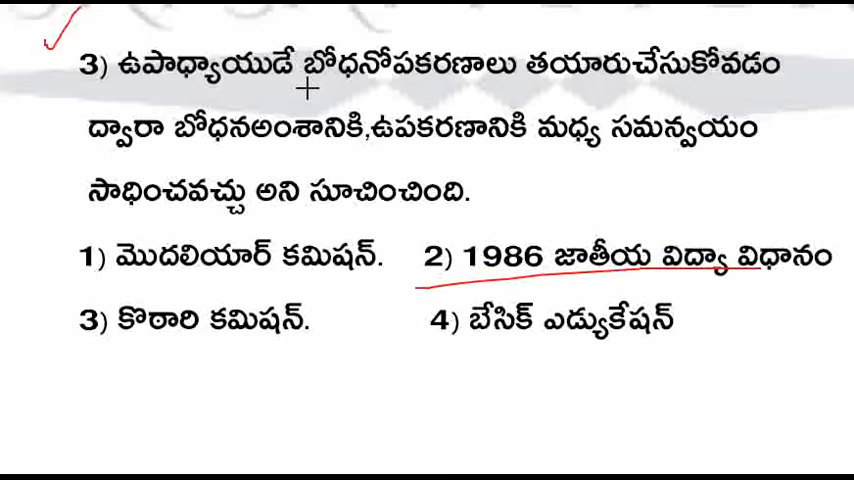 3) ఉపాధ్యాయుడే బోధనోపకరణాలు తయారుచేసుకోవడం
ద్వారా బోధనఅంశానికి,ఉపకరణానికి మధ్య సమన్వయం
సాధించవచ్చు అని సూచించింది.
1) మొదలియార్ కమిషన్. 2) 1986 జాతీయ విద్యా విధానం
3) కొఠారి కమిషన్. 4) బేసిక్ ఎడ్యుకేషన్